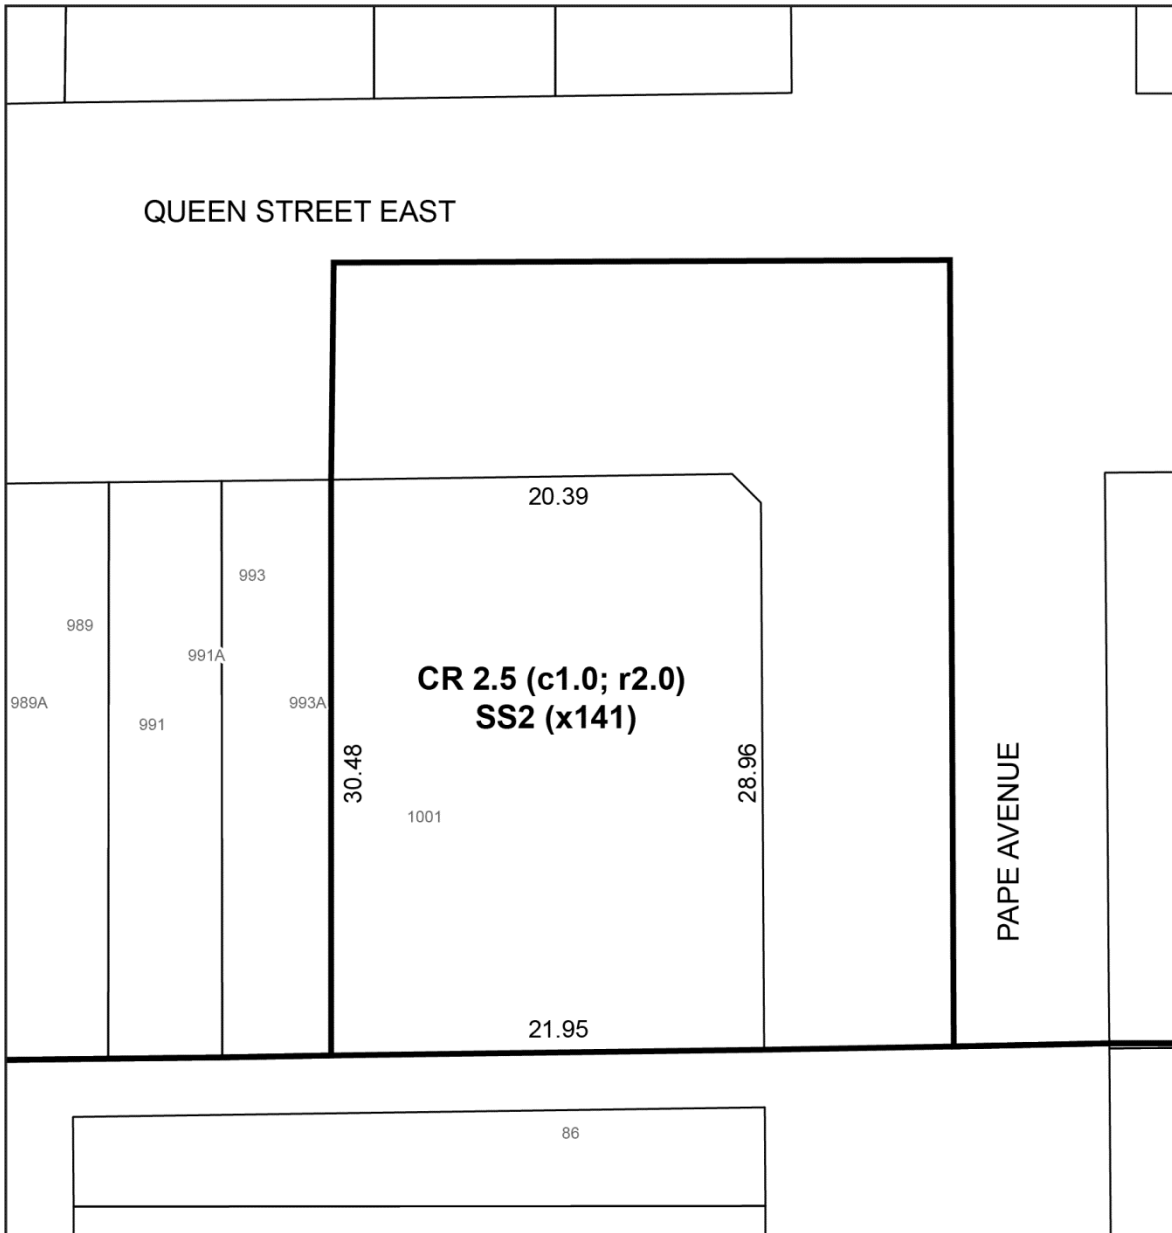 QUEEN STREET EAST
20.39
993
989
991A
CR 2.5 (c1.0; r2.0)
989A
993A
SS2 (x141)
991
30.48
28.96
PAPE AVENUE
1001
21.95
86